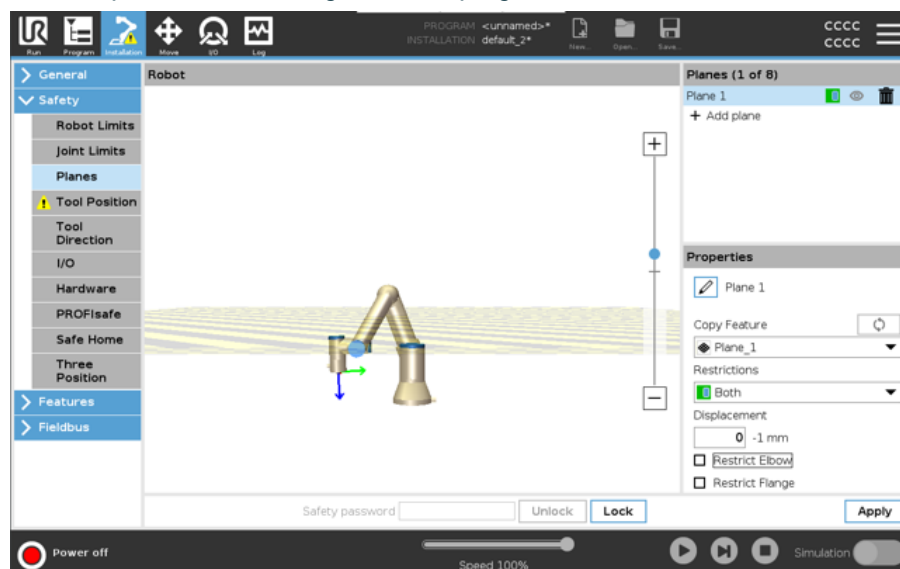 UR
PROGRAM <unnamed>*
INSTALLATION default_2*
Run
Program
Installation
Move
I/O
Log
New...
Open...
Save...
CCCC
CCCC
General
Safety
Robot Limits
Joint Limits
Planes
Tool Position
Tool
Direction
I/O
Hardware
PROFIsafe
Safe Home
Three
Position
Features
Fieldbus
Robot
Planes (1 of 8)
Plane 1
+ Add plane
Properties
Plane 1
Copy Feature
Plane_1
Restrictions
Both
Displacement
0 -1 mm
Restrict Elbow
Restrict Flange
Safety password
Unlock
Lock
Apply
Power off
Speed 100%
Simulation